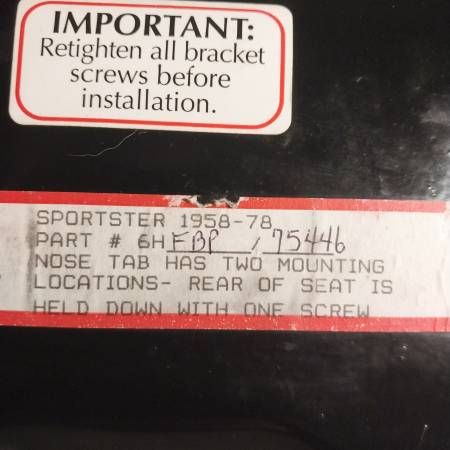 IMPORTANT:
Retighten all bracket
screws before
installation.
SPORTSTER 1958-78
PART # 6H FBP / 75446
NOSE TAB HAS TWO MOUNTING
LOCATIONS- REAR OF SEAT IS
HELD DOWN WITH ONE SCREW